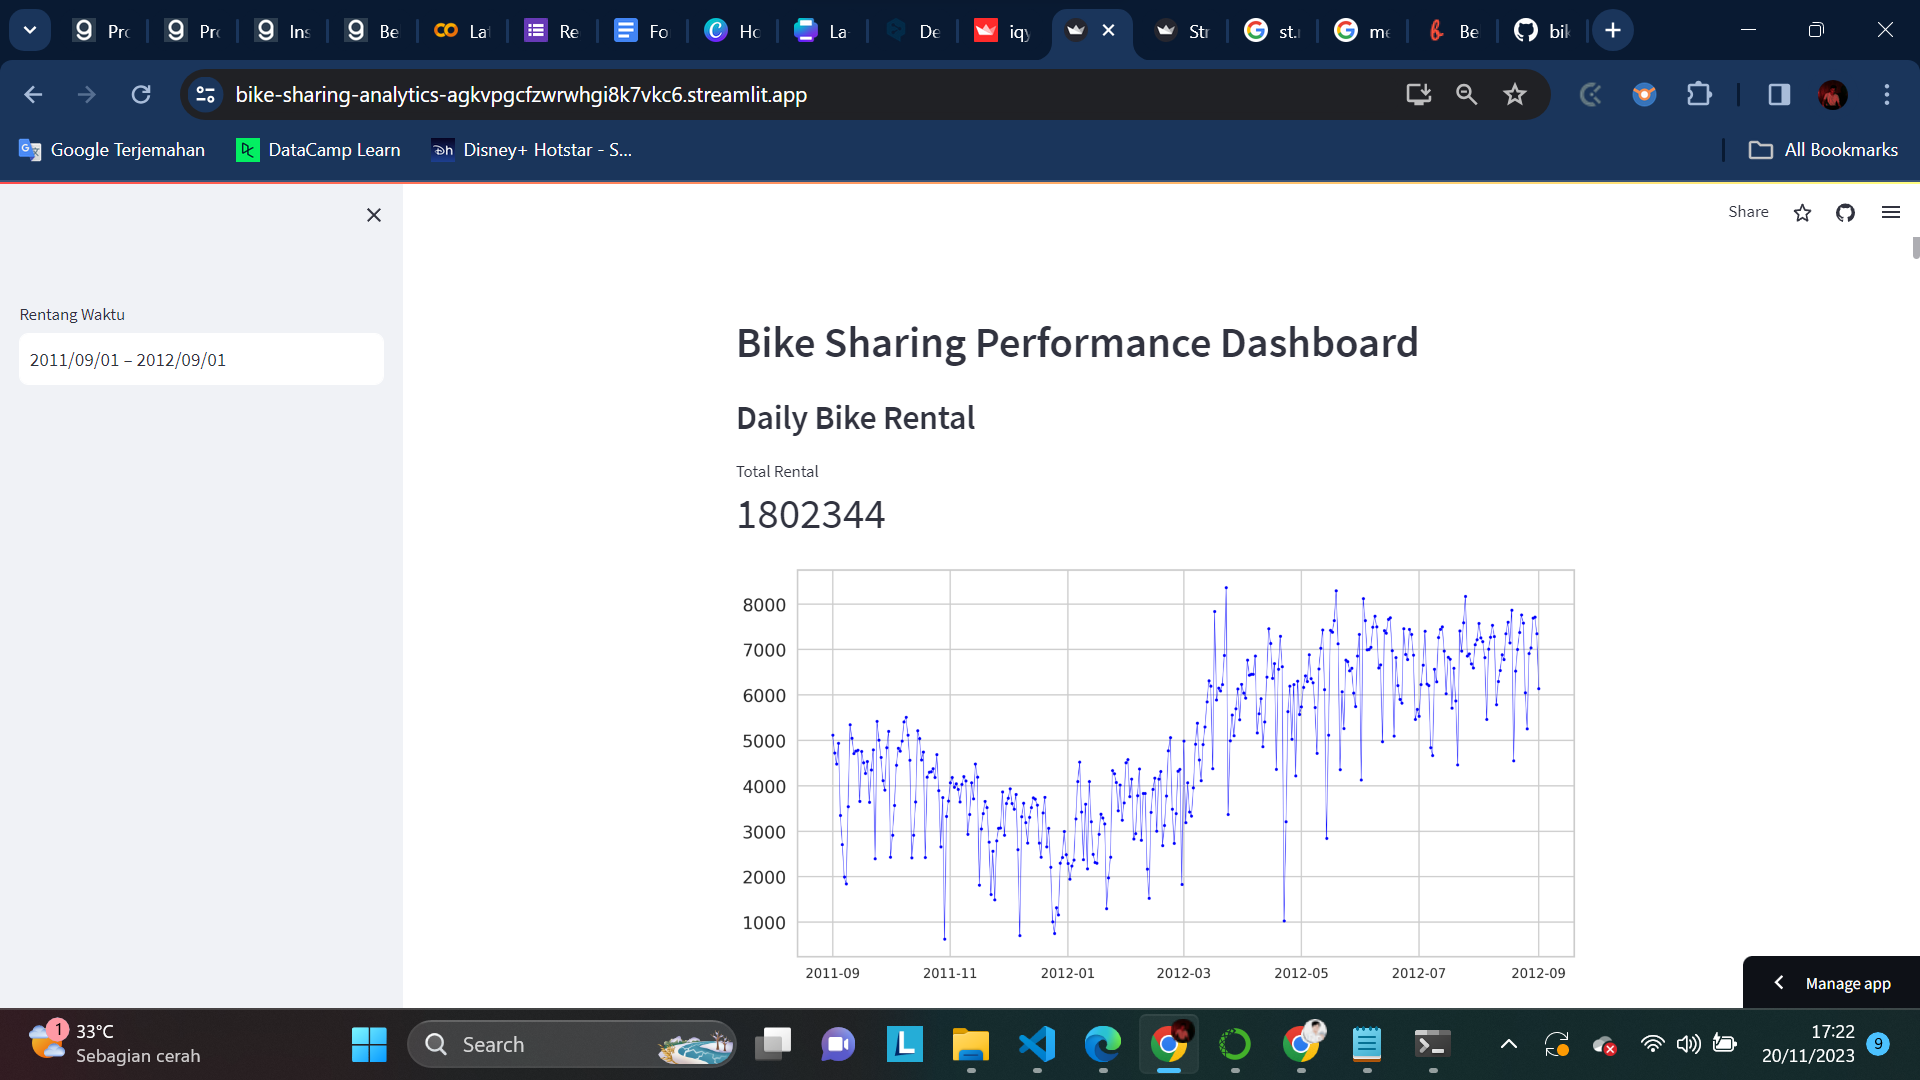 Pro
Pro
Ins
Be
CO
Lat
Re
Fo
C
Ho
La
De
iqy
Str
st.
me
Be
bik
bike-sharing-analytics-agkvpgcfzwrwhgi8k7vkc6.streamlit.app
Google Terjemahan
DataCamp Learn
Disney+ Hotstar - S...
All Bookmarks
Share
Rentang Waktu
2011/09/01 – 2012/09/01
Bike Sharing Performance Dashboard
Daily Bike Rental
Total Rental
1802344
8000
7000
6000
5000
4000
3000
2000
1000
2011-09
2011-11
2012-01
2012-03
2012-05
2012-07
2012-09
Manage app
1
33°C
Sebagian cerah
Search
L
17:22
20/11/2023
9